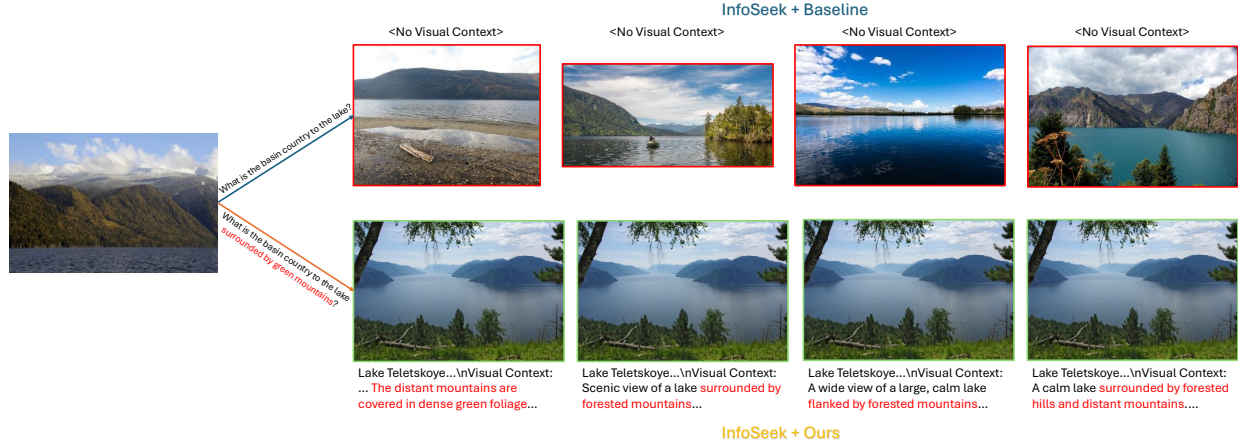 InfoSeek + Baseline
<No Visual Context>
<No Visual Context>
<No Visual Context>
<No Visual Context>
What is the basin country to the lake?
What is the basin country to the lake
surrounded by green mountains?
Lake Teletskoye...\nVisual Context:
... The distant mountains are
covered in dense green foliage...
Lake Teletskoye...\nVisual Context:
Scenic view of a lake surrounded by
forested mountains...
Lake Teletskoye...\nVisual Context:
A wide view of a large, calm lake
flanked by forested mountains...
Lake Teletskoye...\nVisual Context:
A calm lake surrounded by forested
hills and distant mountains....
InfoSeek + Ours